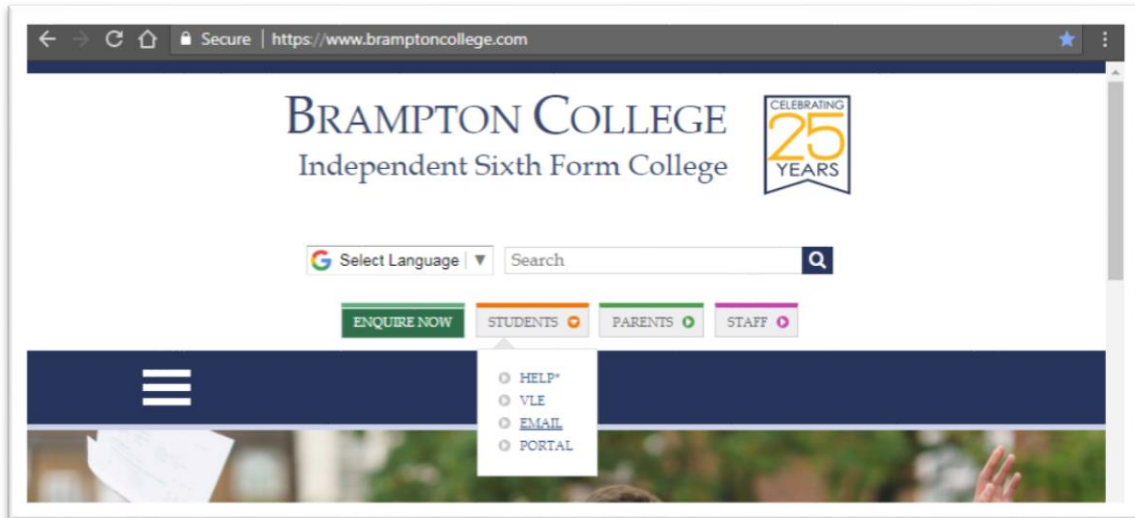 Secure | https://www.bramptoncollege.com
BRAMPTON COLLEGE
Independent Sixth Form College
CELEBRATING
25
YEARS
Select Language
Search
ENQUIRE NOW STUDENTS PARENTS STAFF
HELP*
VLE
EMAIL
PORTAL